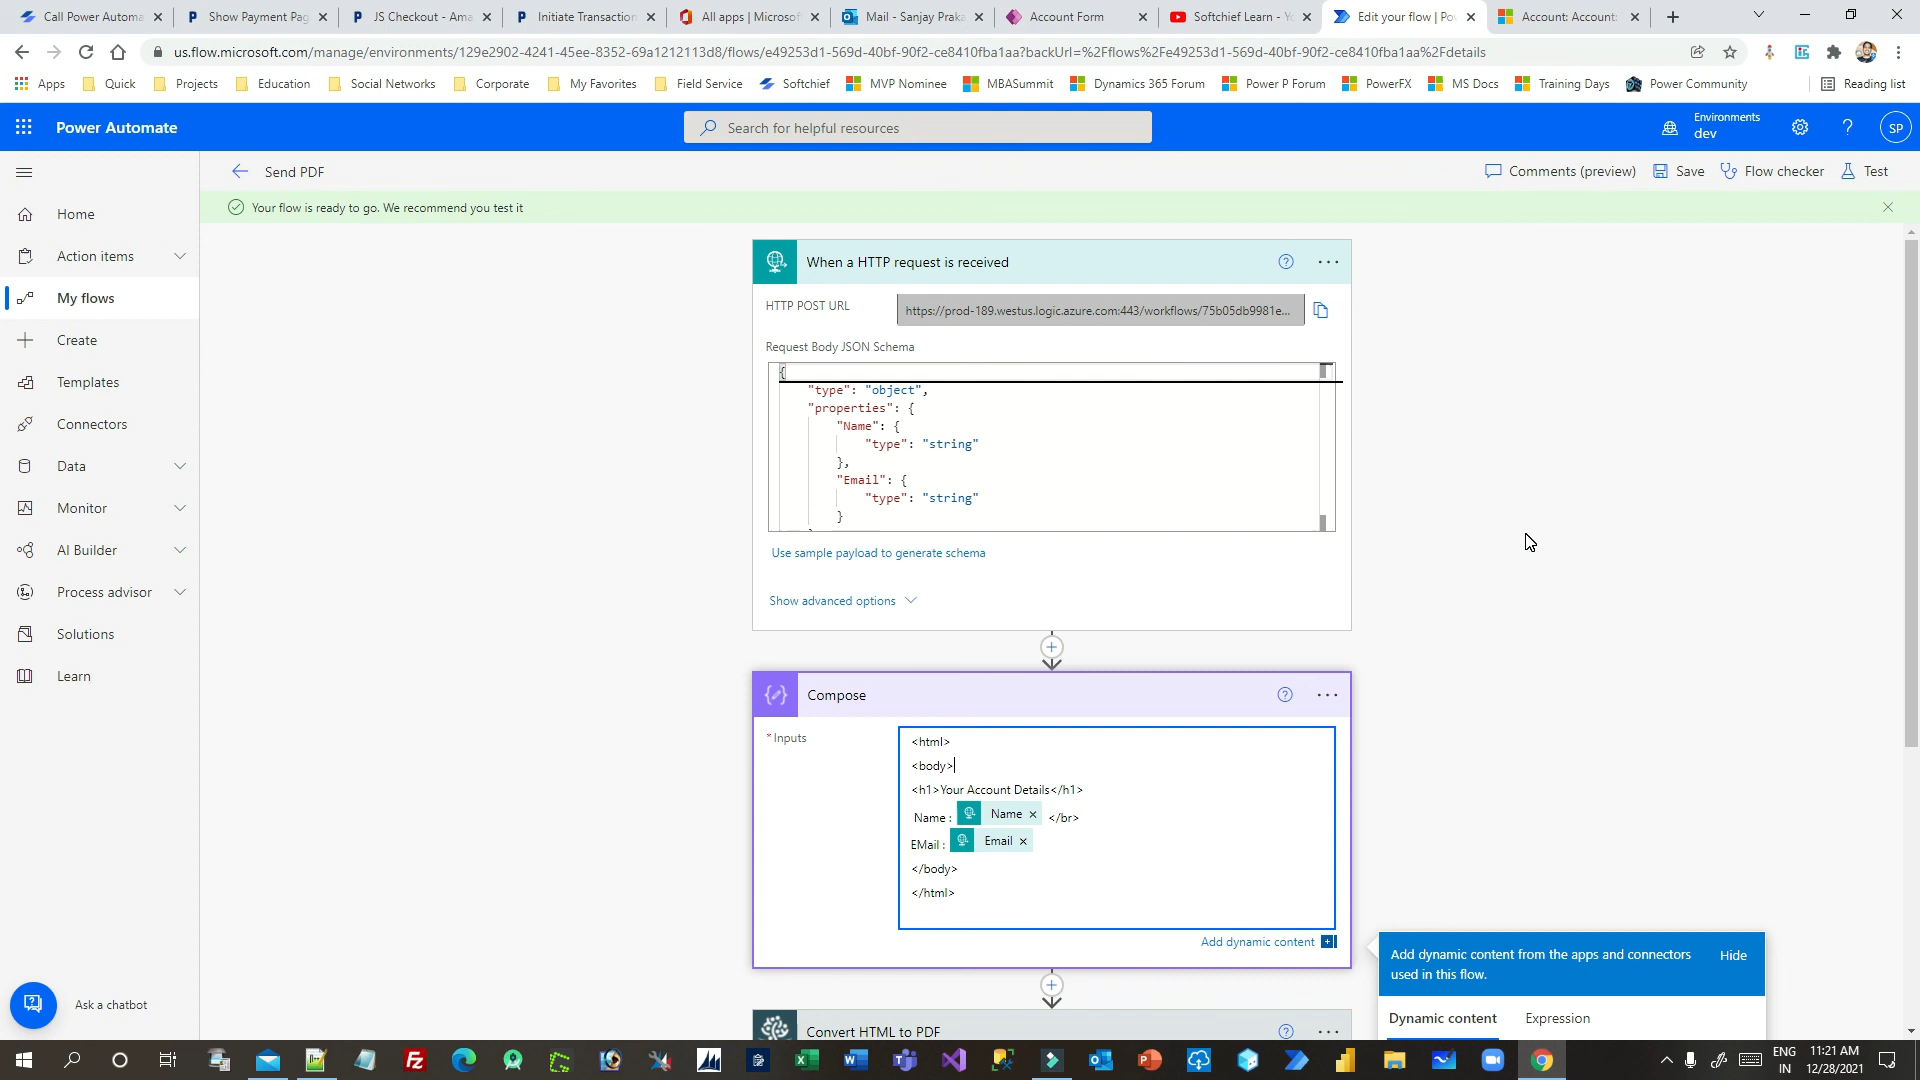 Call Power Automa
Show Payment Pag
JS Checkout - Ama
Initiate Transaction
All apps | Microsof
Mail - Sanjay Praka
Account Form
Softchief Learn - Yo
Edit your flow | Po
Account: Account:
us.flow.microsoft.com/manage/environments/129e2902-4241-45ee-8352-69a1212113d8/flows/e49253d1-569d-40bf-90f2-ce8410fba1aa?backUrl=%2Fflows%2Fe49253d1-569d-40bf-90f2-ce8410fba1aa%2Fdetails
Apps
Quick
Projects
Education
Social Networks
Corporate
My Favorites
Field Service
Softchief
MVP Nominee
MBASummit
Dynamics 365 Forum
Power P Forum
PowerFX
MS Docs
Training Days
Power Community
Reading list
Power Automate
Search for helpful resources
Environments
dev
?
SP
Send PDF
Comments (preview)
Save
Flow checker
Test
Your flow is ready to go. We recommend you test it
Home
Action items
My flows
Create
Templates
Connectors
Data
Monitor
AI Builder
Process advisor
Solutions
Learn
Ask a chatbot
When a HTTP request is received
HTTP POST URL
https://prod-189.westus.logic.azure.com:443/workflows/75b05db9981e...
Request Body JSON Schema
{
"type": "object",
"properties": {
"Name": {
"type": "string"
},
"Email": {
"type": "string"
}
Use sample payload to generate schema
Show advanced options
Compose
* Inputs
<html>
<body>
<h1>Your Account Details</h1>
Name : Name × </br>
EMail : Email ×
</body>
</html>
Add dynamic content
Convert HTML to PDF
Add dynamic content from the apps and connectors
used in this flow.
Hide
Dynamic content
Expression
ENG
IN
11:21 AM
12/28/2021